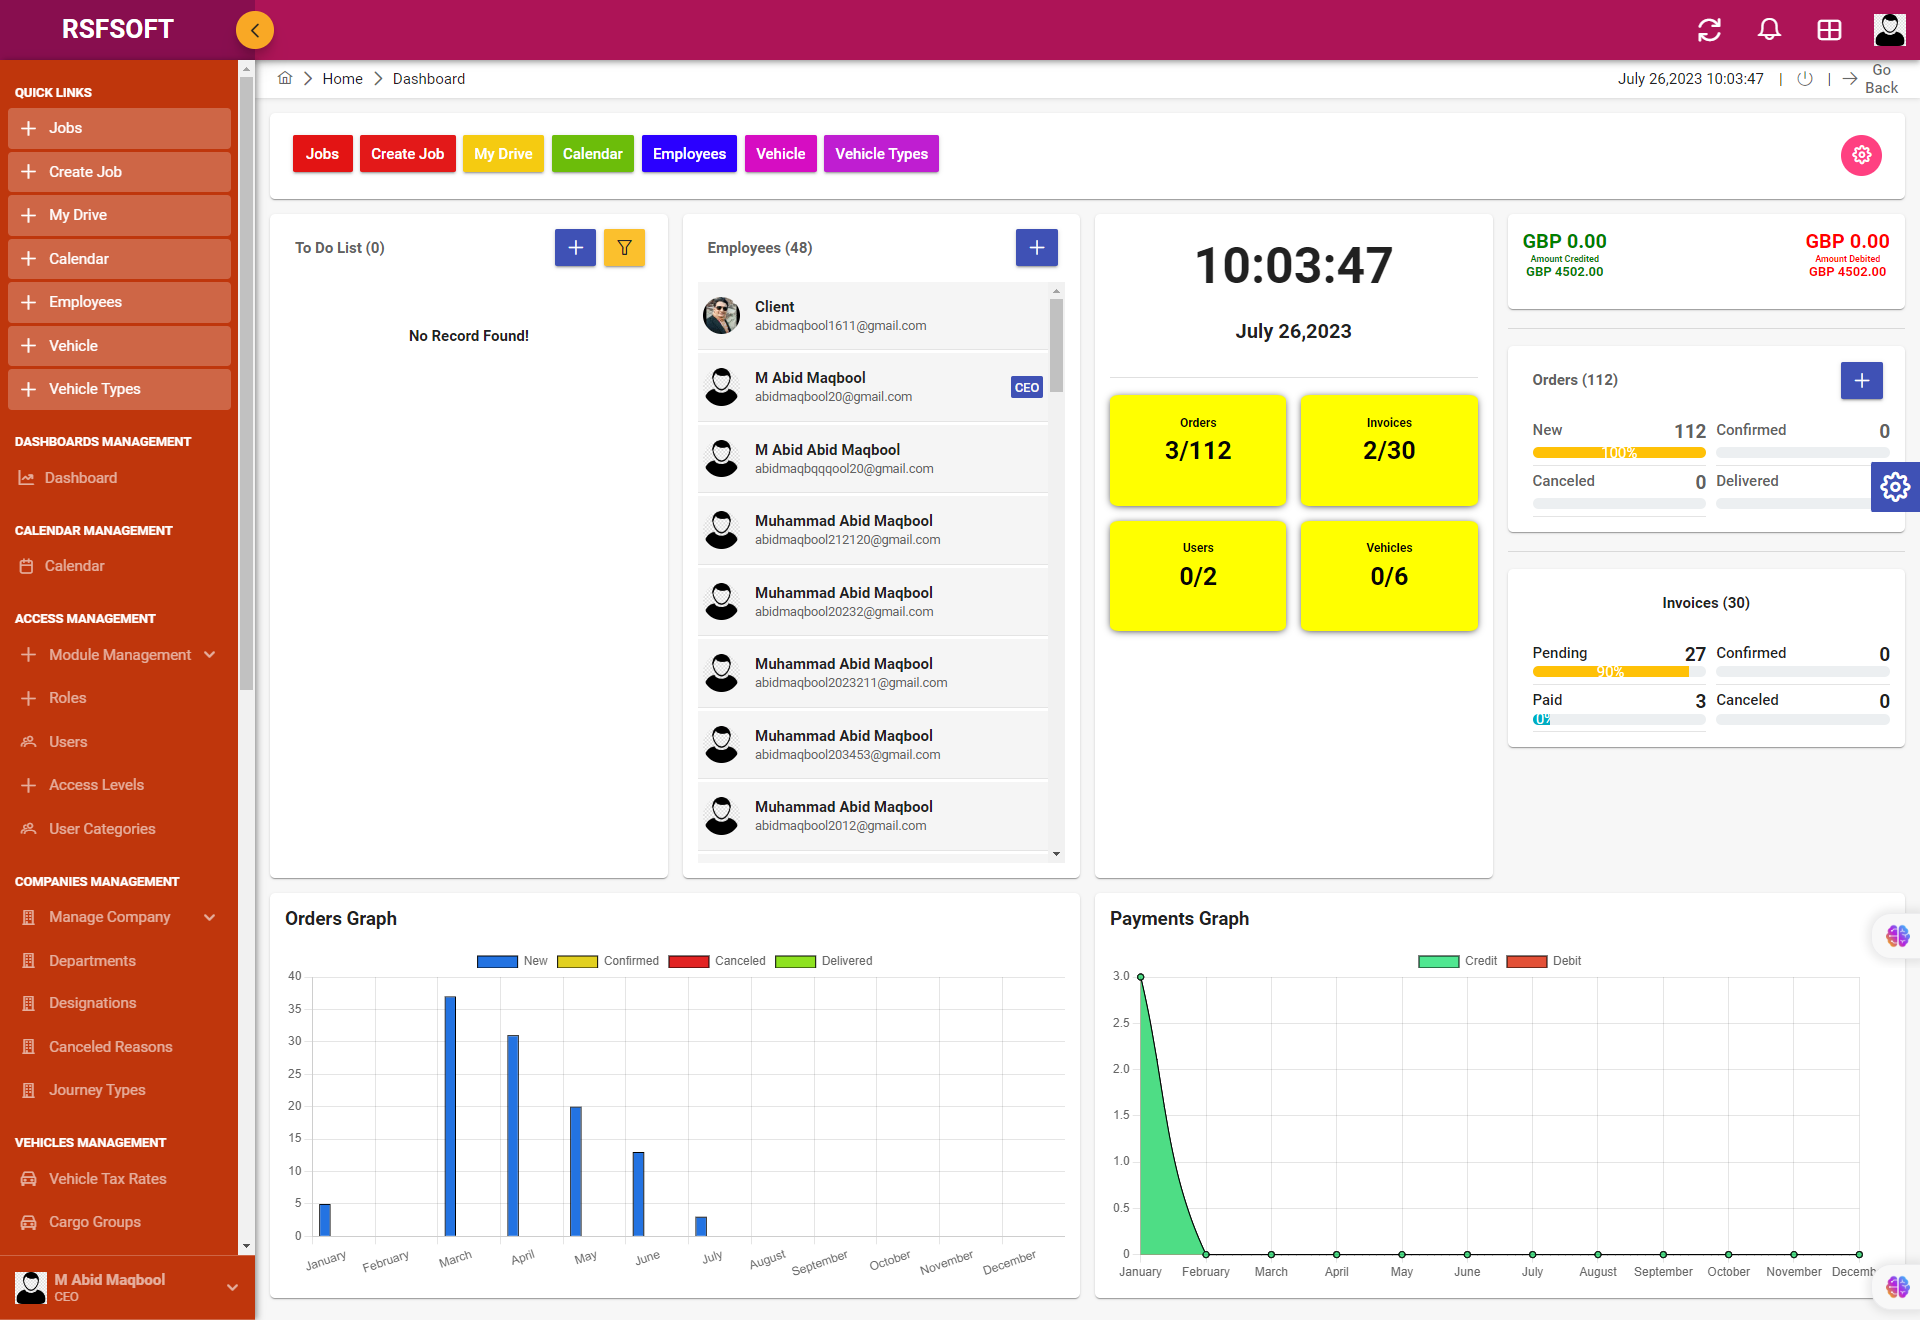 RSFSOFT
Home
Dashboard
July 26,2023 10:03:47
|
|
Go
Back
QUICK LINKS
Jobs
Create Job
My Drive
Calendar
Employees
Vehicle
Vehicle Types
DASHBOARDS MANAGEMENT
Dashboard
CALENDAR MANAGEMENT
Calendar
ACCESS MANAGEMENT
Module Management
Roles
Users
Access Levels
User Categories
COMPANIES MANAGEMENT
Manage Company
Departments
Designations
Canceled Reasons
Journey Types
VEHICLES MANAGEMENT
Vehicle Tax Rates
Cargo Groups
M Abid Maqbool
CEO
Jobs
Create Job
My Drive
Calendar
Employees
Vehicle
Vehicle Types
To Do List (0)
No Record Found!
Employees (48)
Client
abidmaqbool1611@gmail.com
M Abid Maqbool
abidmaqbool20@gmail.com
CEO
M Abid Abid Maqbool
abidmaqbqqqool20@gmail.com
Muhammad Abid Maqbool
abidmaqbool212120@gmail.com
Muhammad Abid Maqbool
abidmaqbool20232@gmail.com
Muhammad Abid Maqbool
abidmaqbool2023211@gmail.com
Muhammad Abid Maqbool
abidmaqbool203453@gmail.com
Muhammad Abid Maqbool
abidmaqbool2012@gmail.com
10:03:47
July 26,2023
Orders
3/112
Invoices
2/30
Users
0/2
Vehicles
0/6
GBP 0.00
Amount Credited
GBP 4502.00
GBP 0.00
Amount Debited
GBP 4502.00
Orders (112)
New 112
100%
Confirmed 0
Canceled 0
Delivered
Invoices (30)
Pending 27
90%
Confirmed 0
Paid 3
Canceled 0
Orders Graph
New Confirmed Canceled Delivered
40
35
30
25
20
15
10
5
0
January February March April May June July August September October November December
Payments Graph
Credit Debit
3.0
2.5
2.0
1.5
1.0
0.5
0
January February March April May June July August September October November Decemb